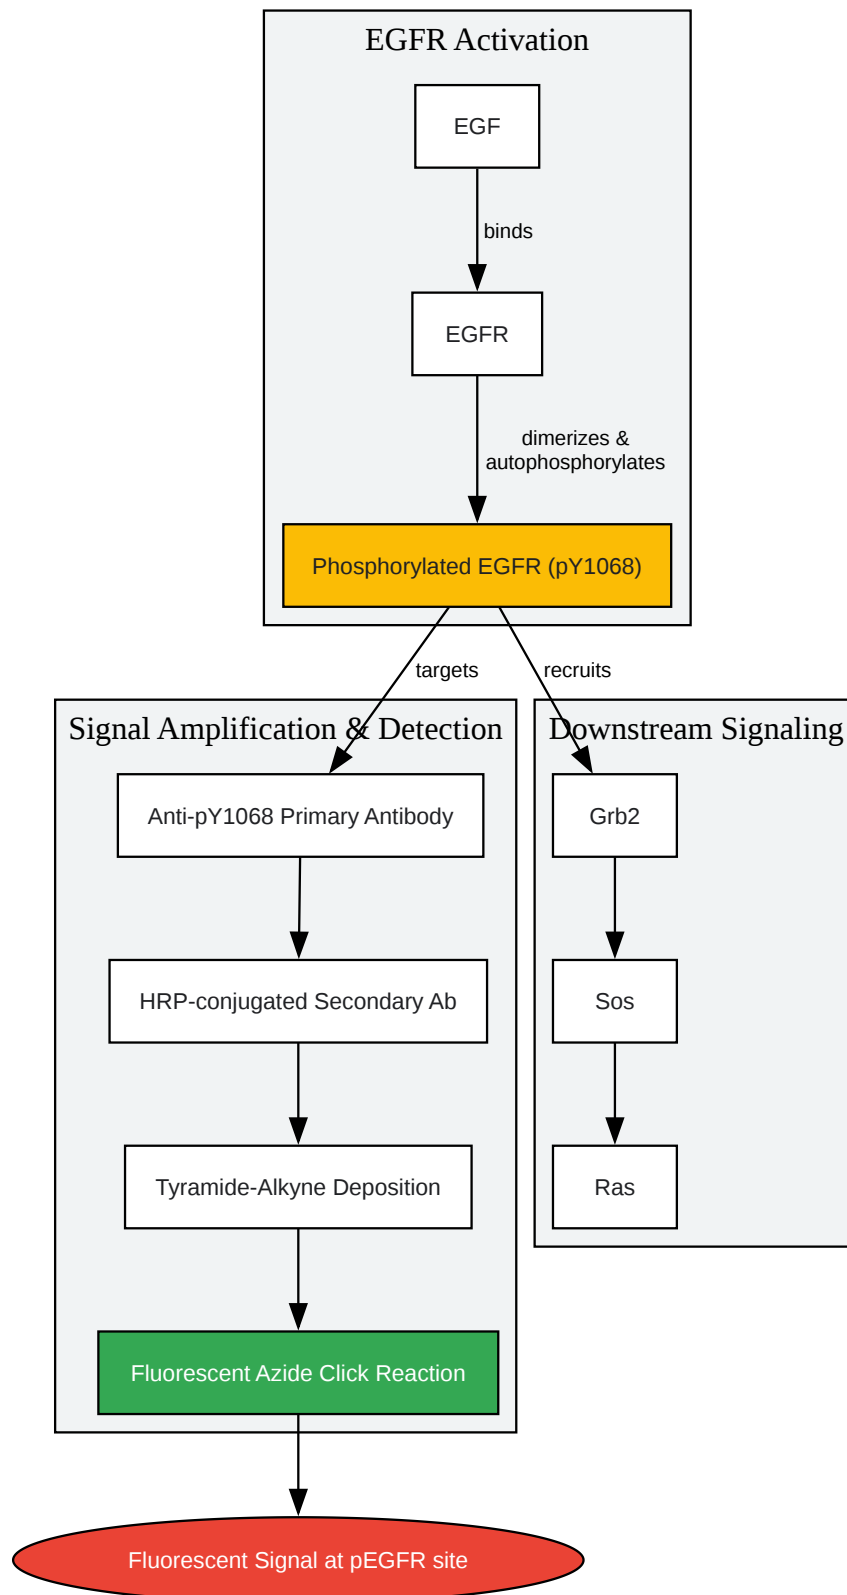 EGFR Activation
EGF
binds
EGFR
dimerizes &
autophosphorylates
Phosphorylated EGFR (pY1068)
targets
recruits
Signal Amplification & Detection
Anti-pY1068 Primary Antibody
HRP-conjugated Secondary Ab
Tyramide-Alkyne Deposition
Fluorescent Azide Click Reaction
Fluorescent Signal at pEGFR site
Downstream Signaling
Grb2
Sos
Ras